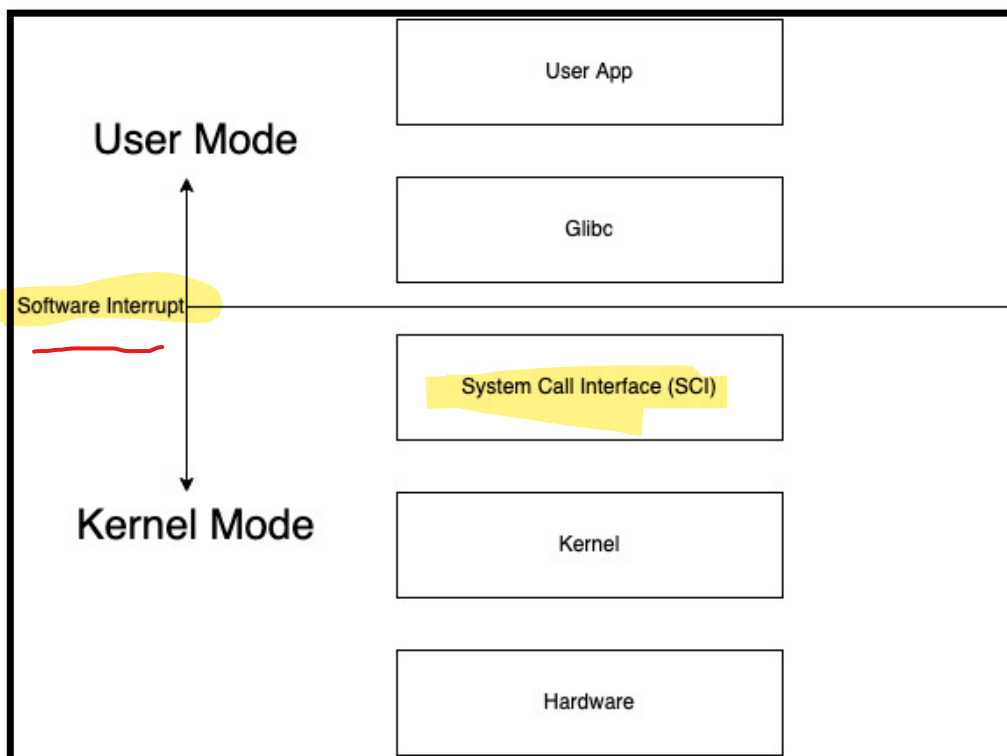 User App
User Mode
Glibc
Software Interrupt
System Call Interface (SCI)
Kernel Mode
Kernel
Hardware